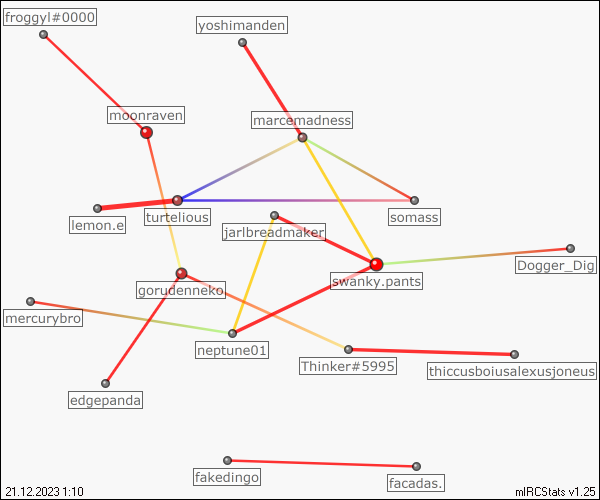 froggyl#0000
yoshimanden
moonraven
marcemadness
lemon.e
turtelious
somass
jarlbreadmaker
Dogger_Dig
swanky.pants
gorudenneko
mercurybro
neptune01
Thinker#5995
thiccusboiusalexusjoneus
edgepanda
fakedingo
facadas.
21.12.2023 1:10
mIRCStats v1.25